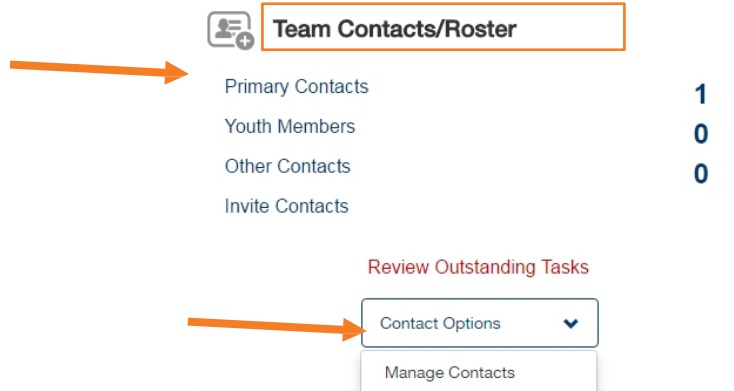 Team Contacts/Roster
Primary Contacts 1
Youth Members 0
Other Contacts 0
Invite Contacts
Review Outstanding Tasks
Contact Options
Manage Contacts